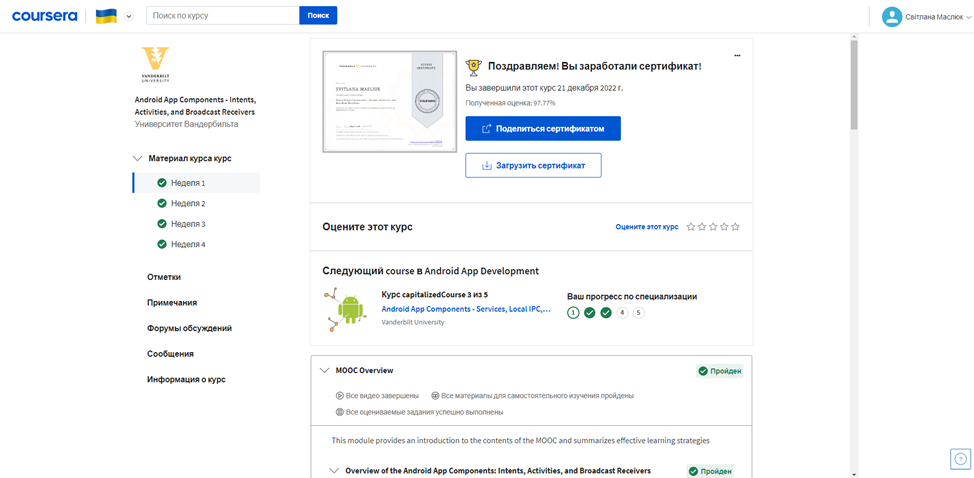 coursera
Поиск по курсу
Поиск
Світлана Маслюк
VANDERBILT
UNIVERSITY
Android App Components - Intents,
Activities, and Broadcast Receivers
Университет Вандербильта
Материал курса курс
Неделя 1
Неделя 2
Неделя 3
Неделя 4
Отметки
Примечания
Форумы обсуждений
Сообщения
Информация о курс
SVITLANA MASLIUK
COURSERA
Поздравляем! Вы заработали сертификат!
Вы завершили этот курс 21 декабря 2022 г.
Полученная оценка: 97.77%
Поделиться сертификатом
Загрузить сертификат
Оцените этот курс
Оцените этот курс
Следующий course в Android App Development
Курс capitalizedCourse 3 из 5
Android App Components - Services, Local IPC,...
Vanderbilt University
Ваш прогресс по специализации
1 4 5
MOOC Overview
Пройден
Все видео завершены
Все материалы для самостоятельного изучения пройдены
Все оцениваемые задания успешно выполнены
This module provides an introduction to the contents of the MOOC and summarizes effective learning strategies
Overview of the Android App Components: Intents, Activities, and Broadcast Receivers
Пройден